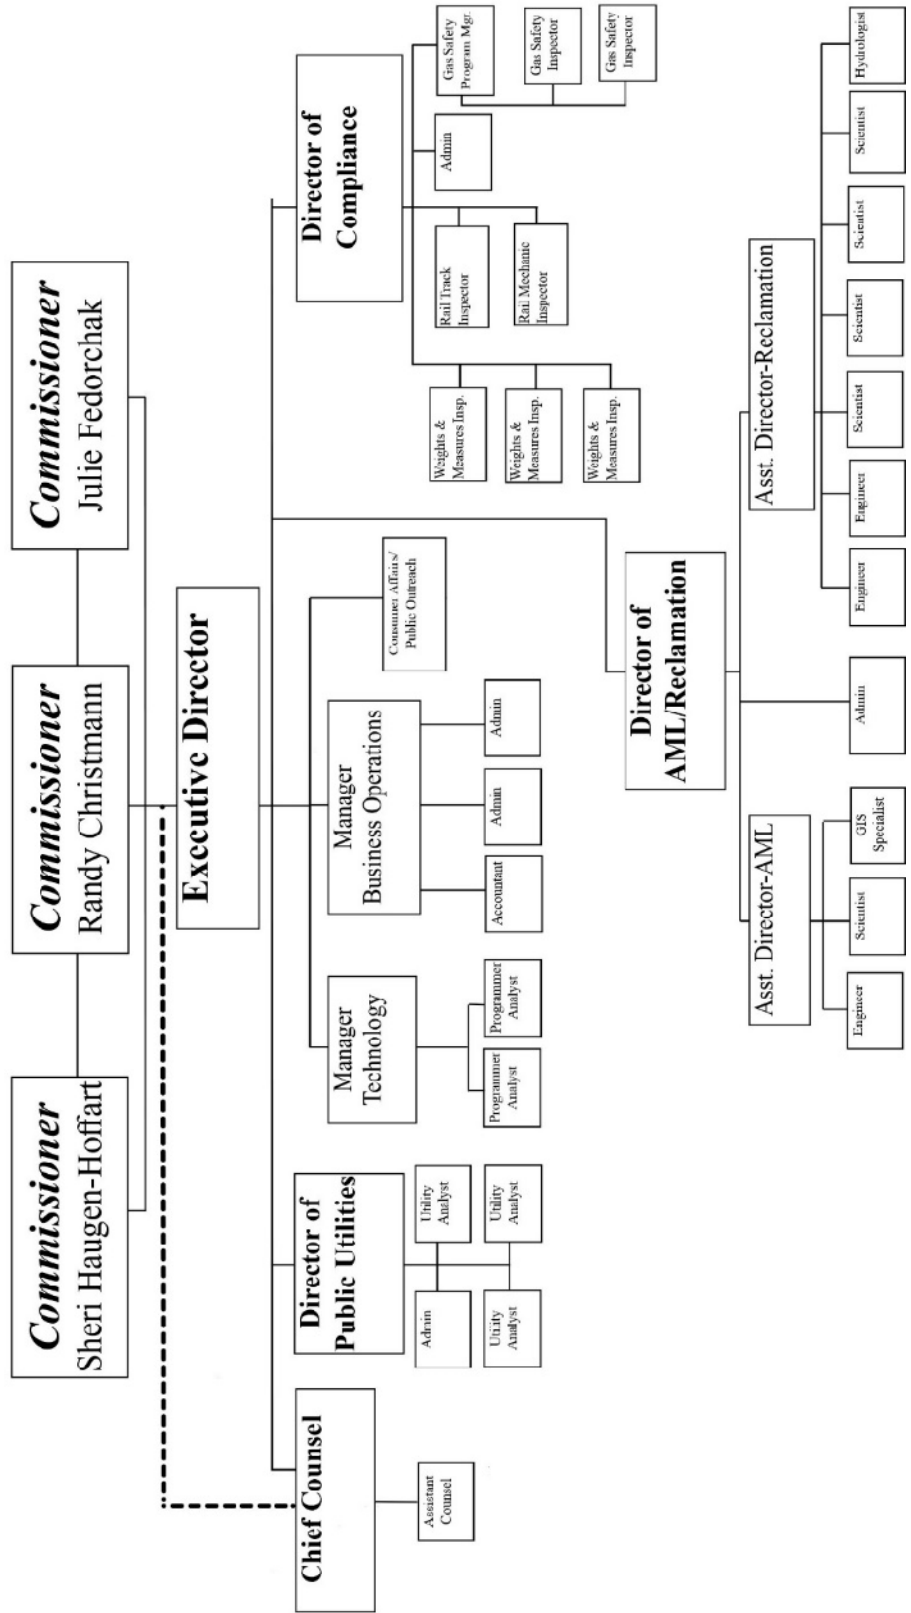 Commissioner
Sheri Haugen-Hoffart
Commissioner
Randy Christmann
Commissioner
Julie Fedorchak
Executive Director
Chief Counsel
Assistant
Counsel
Director of
Public Utilities
Admin
Utility
Analyst
Utility
Analyst
Utility
Analyst
Manager
Technology
Programmer
Analyst
Programmer
Analyst
Manager
Business Operations
Accountant
Admin
Admin
Consumer Affairs/
Public Outreach
Director of
Compliance
Weights &
Measures Insp.
Weights &
Measures Insp.
Weights &
Measures Insp.
Rail Track
Inspector
Rail Mechanic
Inspector
Admin
Gas Safety
Program Mgr.
Gas Safety
Inspector
Gas Safety
Inspector
Director of
AML/Reclamation
Asst. Director-AML
Engineer
Scientist
GIS
Specialist
Admin
Asst. Director-Reclamation
Engineer
Engineer
Scientist
Scientist
Scientist
Scientist
Hydrologist